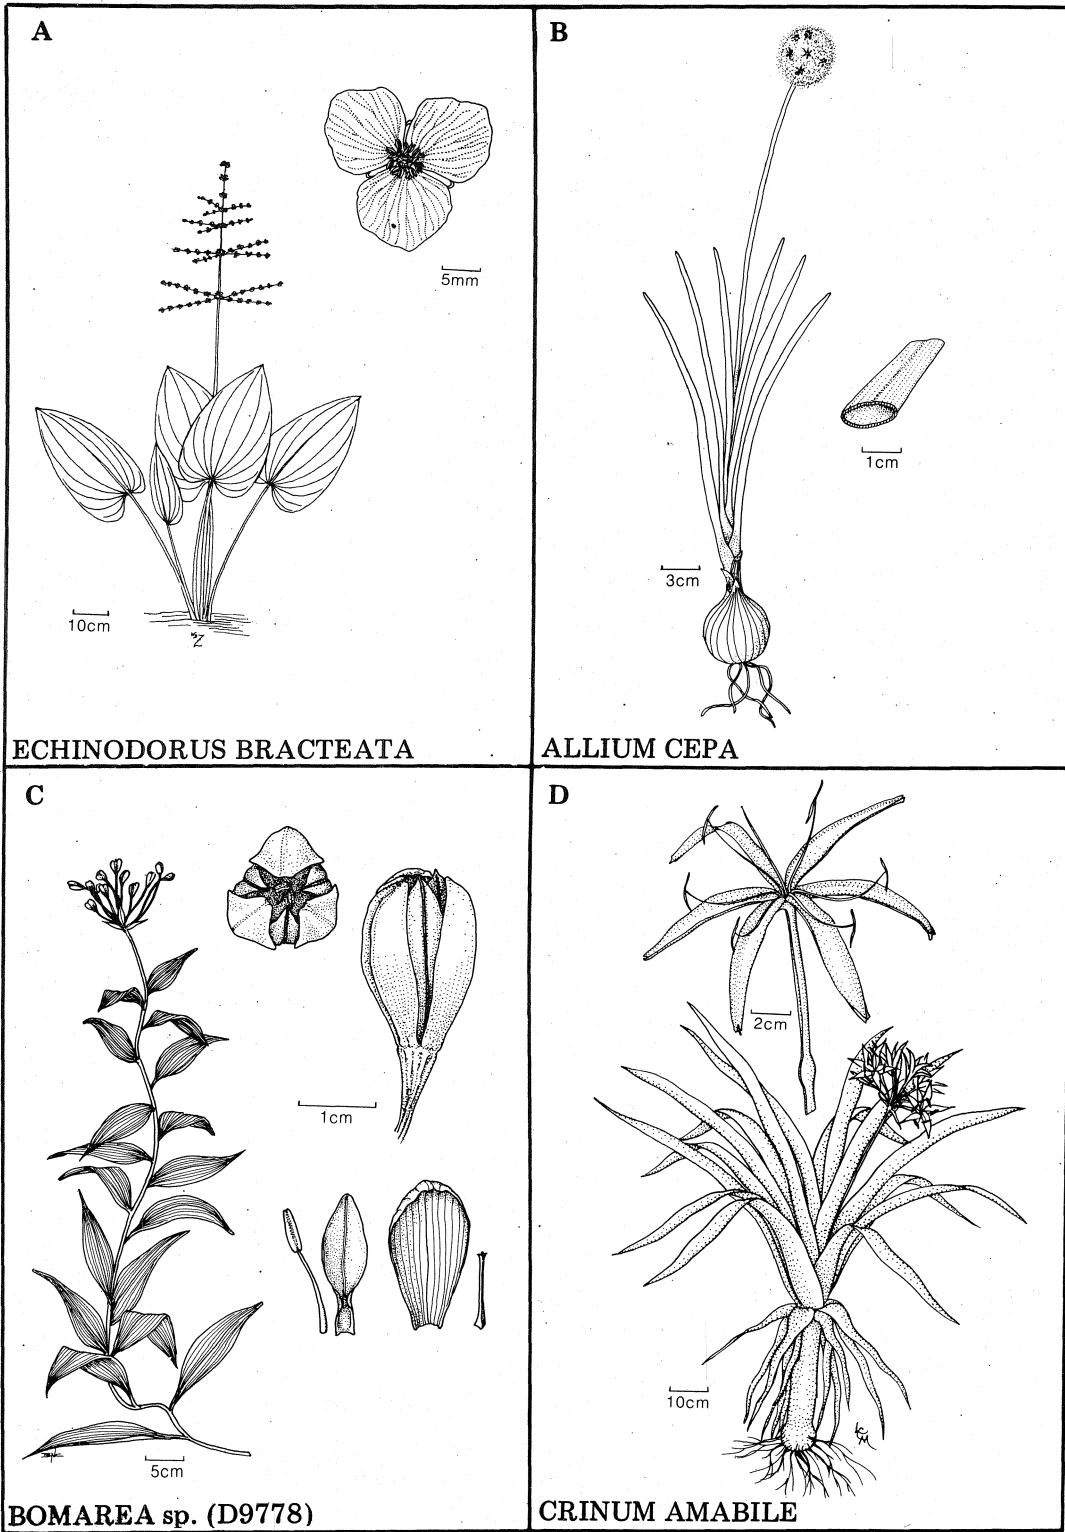 A
5mm
10cm
ECHINODORUS BRACTEATA
B
1cm
3cm
ALLIUM CEPA
C
1cm
5cm
BOMAREA sp. (D9778)
D
2cm
10cm
CRINUM AMABILE